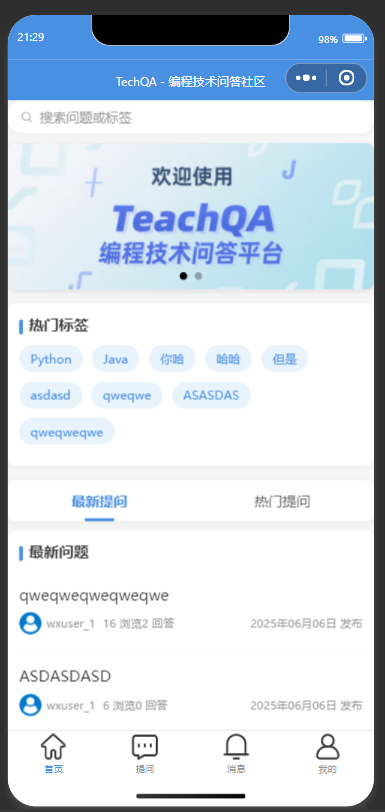 21:29
98%
TechQA - 编程技术问答社区
搜索问题或标签
欢迎使用
TeachQA
编程技术问答平台
热门标签
Python Java 你哈 哈哈 但是
asdasd qweqwe ASASDAS
qweqweqwe
最新提问 热门提问
最新问题
qweqweqweqweqwe
wxuser_1 16 浏览2 回答 2025年06月06日 发布
ASDASDASD
wxuser_1 6 浏览0 回答 2025年06月06日 发布
首页 提问 消息 我的